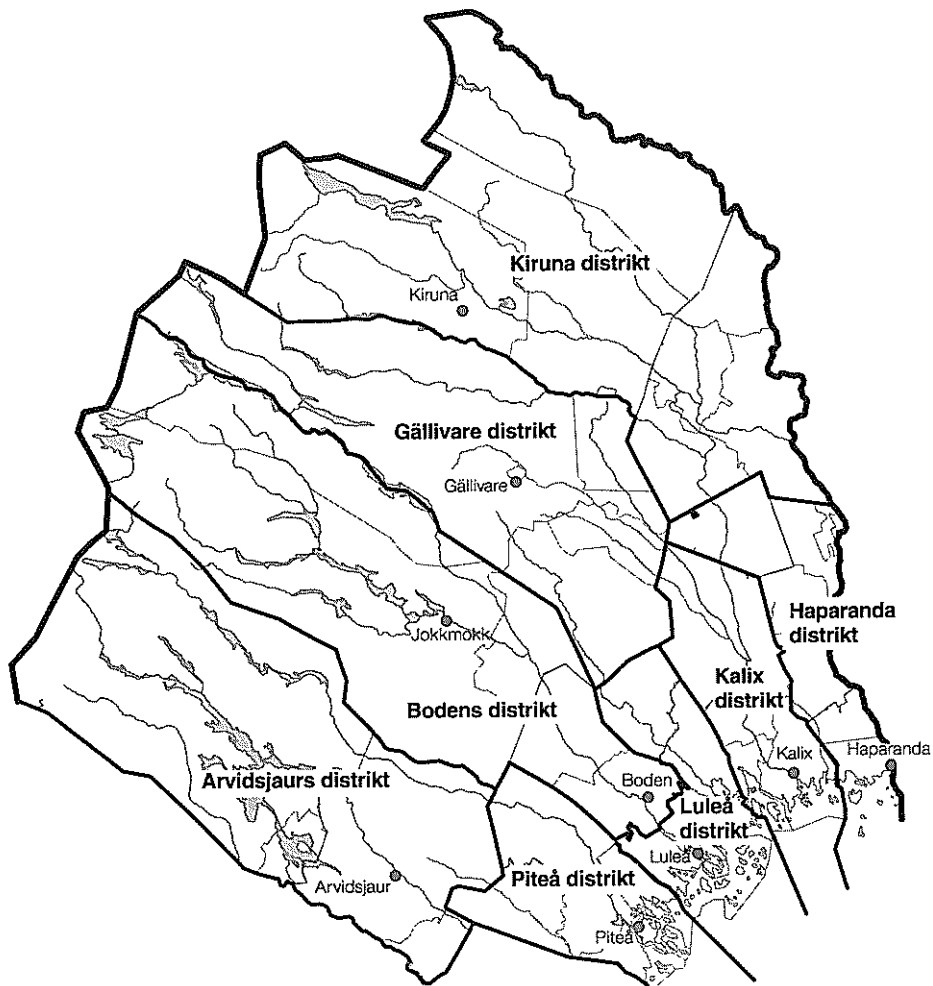 Kiruna distrikt
Kiruna
Gällivare distrikt
Gällivare
Jokkmokk
Haparanda
distrikt
Kalix
distrikt
Bodens distrikt
Kalix
Haparanda
Arvidsjaurs distrikt
Boden
Luleå
distrikt
Luleå
Arvidsjaur
Piteå distrikt
Piteå